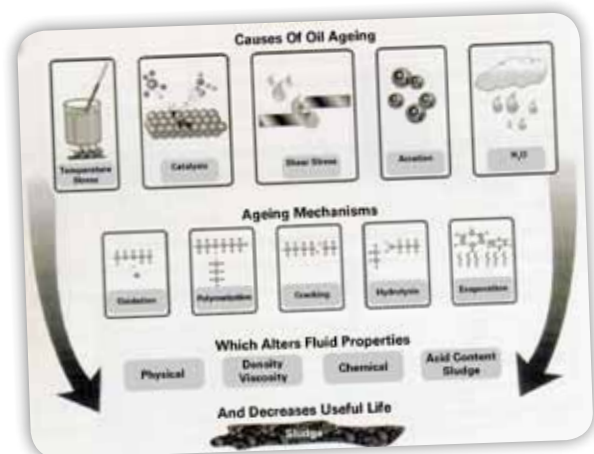 Causes Of Oil Ageing
Temperature
Stress
Catalysis
Shear Stress
Aeration
H₂O
Ageing Mechanisms
Oxidation
Polymerization
Cracking
Hydrolysis
Evaporation
Which Alters Fluid Properties
Physical
Density
Viscosity
Chemical
Acid Content
Sludge
And Decreases Useful Life
Sludge